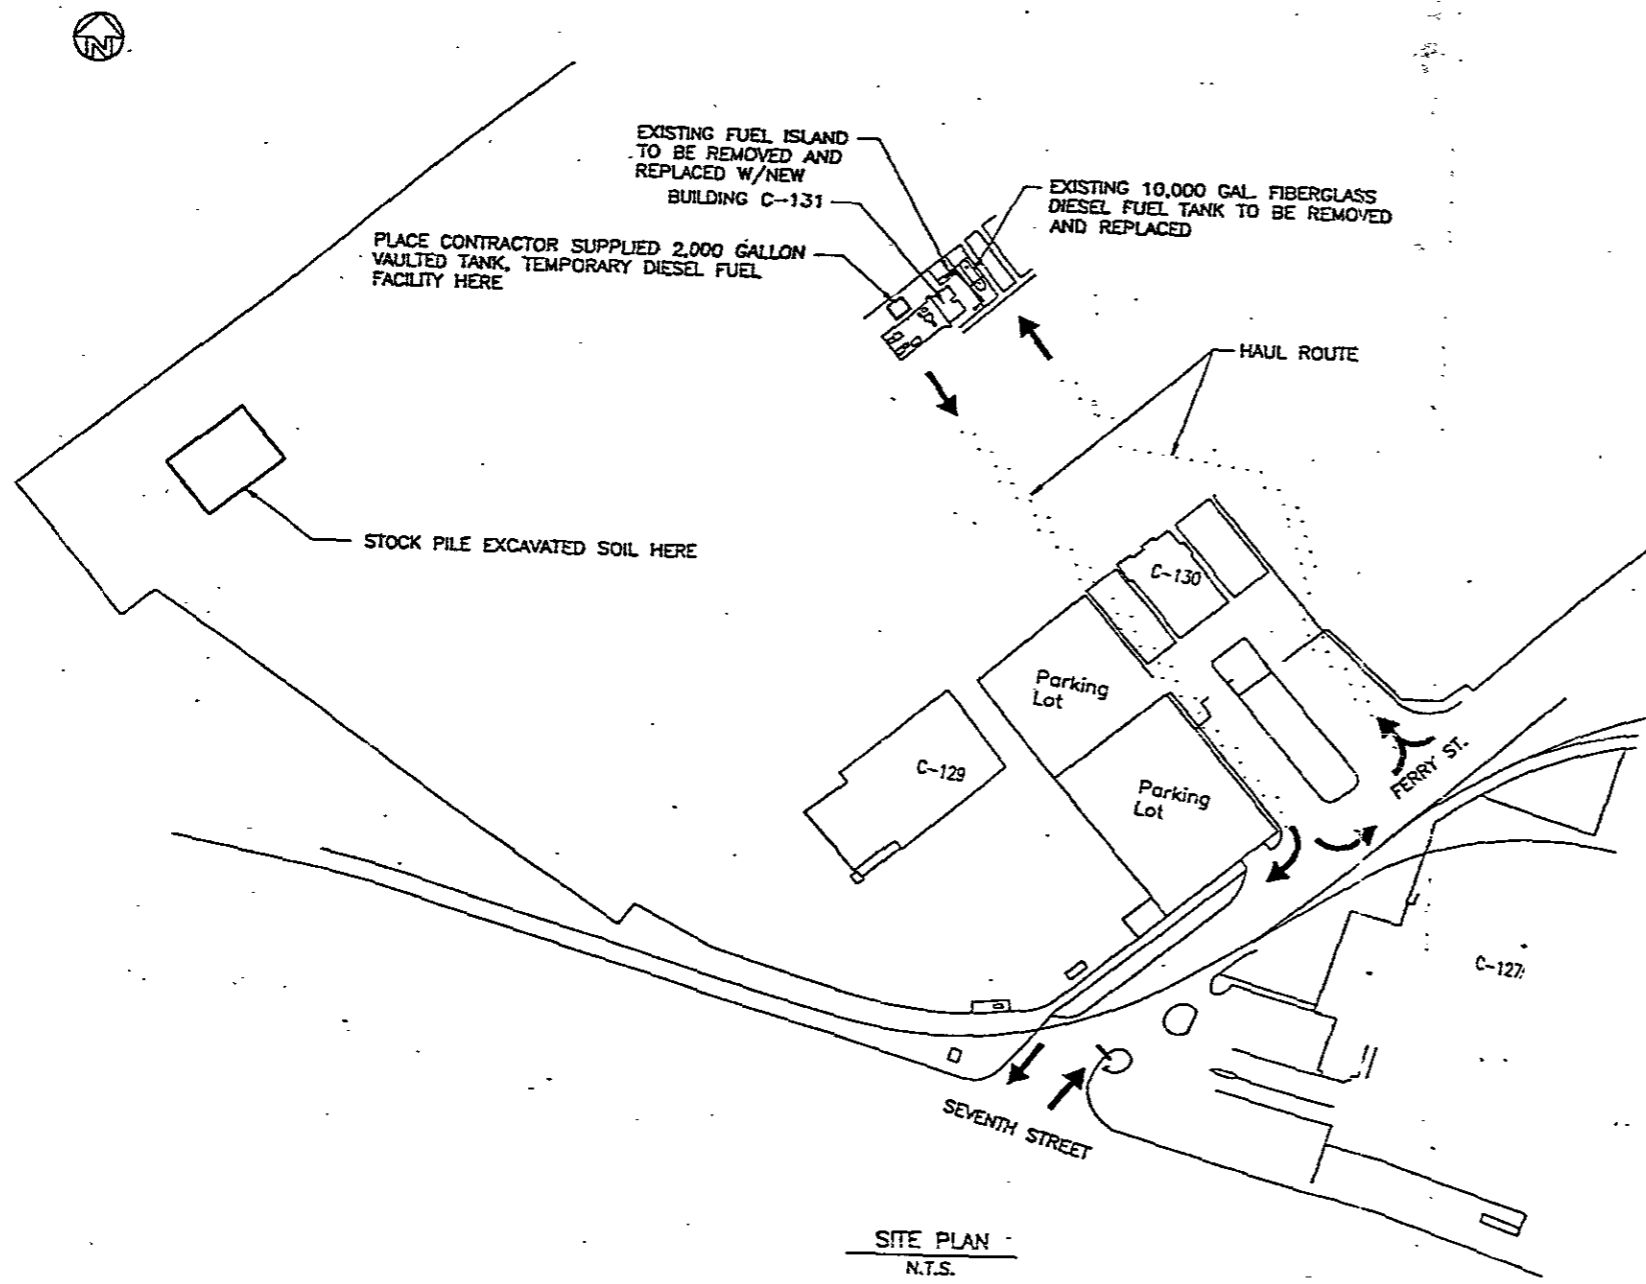 N
EXISTING FUEL ISLAND
TO BE REMOVED AND
REPLACED W/NEW
BUILDING C-131
EXISTING 10,000 GAL. FIBERGLASS
DIESEL FUEL TANK TO BE REMOVED
AND REPLACED
PLACE CONTRACTOR SUPPLIED 2,000 GALLON
VAULTED TANK, TEMPORARY DIESEL FUEL
FACILITY HERE
HAUL ROUTE
STOCK PILE EXCAVATED SOIL HERE
C-130
Parking
Lot
C-129
Parking
Lot
FERRY ST.
C-127
SEVENTH STREET
SITE PLAN
N.T.S.